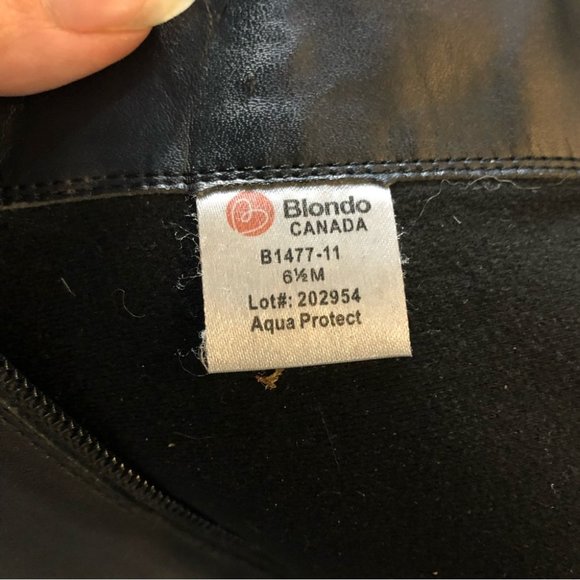 Blondo
CANADA
B1477-11
6½M
Lot#: 202954
Aqua Protect